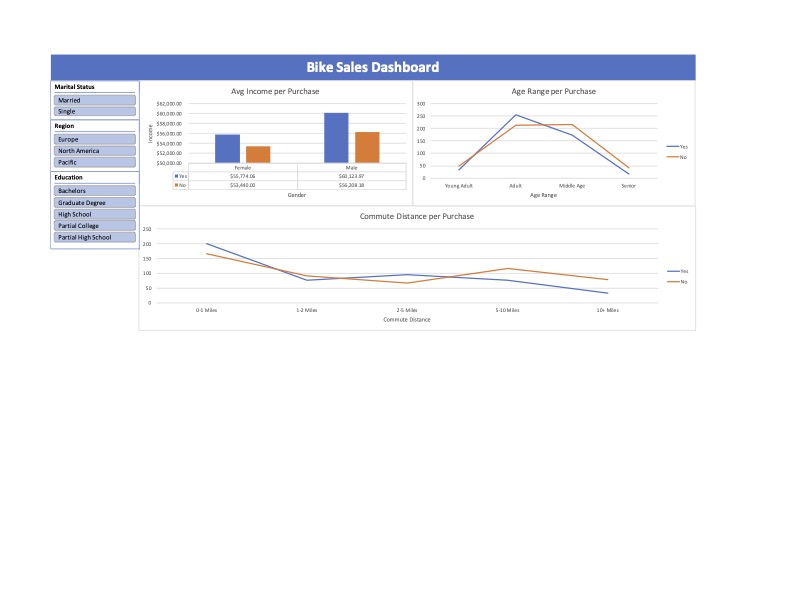 Bike Sales Dashboard
Marital Status
Married
Single
Region
Europe
North America
Pacific
Education
Bachelors
Graduate Degree
High School
Partial College
Partial High School
Avg Income per Purchase
Income
$62,000.00
$60,000.00
$58,000.00
$56,000.00
$54,000.00
$52,000.00
$50,000.00
Female Male
Yes $55,774.06 $60,123.97
No $53,440.00 $56,208.18
Gender
Age Range per Purchase
300
250
200
150
100
50
0
Young Adult Adult Middle Age Senior
Age Range
Yes
No
Commute Distance per Purchase
250
200
150
100
50
0
0-1 Miles 1-2 Miles 2-5 Miles 5-10 Miles 10+ Miles
Commute Distance
Yes
No